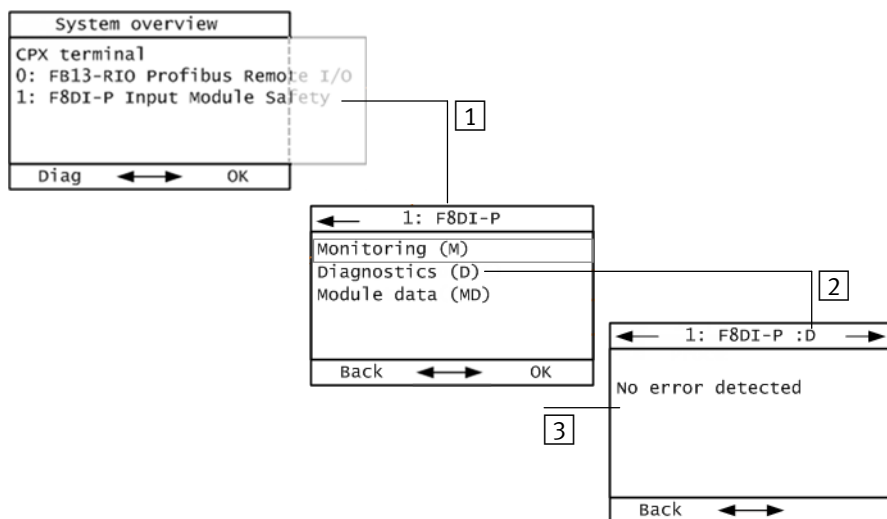 System overview
CPX terminal
0: FB13-RIO Profibus Remote I/O
1: F8DI-P Input Module Safety
Diag OK
1
1: F8DI-P
Monitoring (M)
Diagnostics (D)
Module data (MD)
Back OK
2
1: F8DI-P :D
No error detected
3
Back